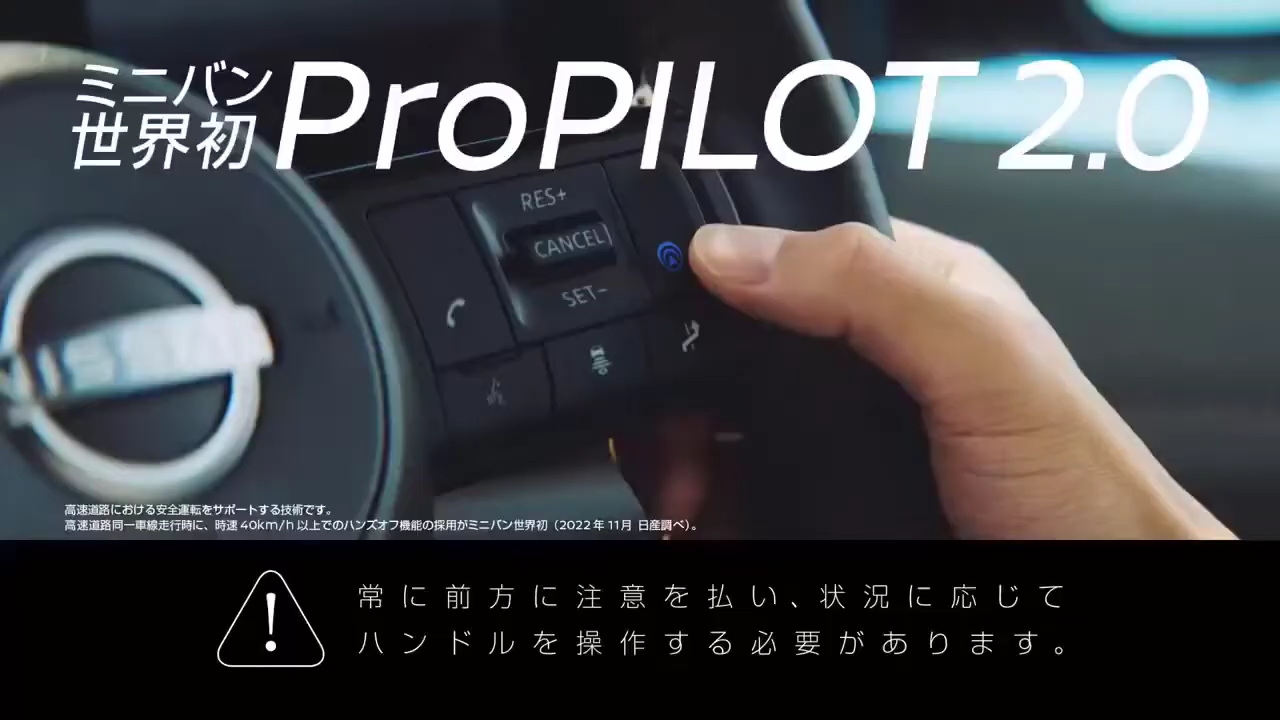 ミニバン
世界初
ProPILOT 2.0
RES+
CANCEL
SET-
NISSAN
高速道路における安全運転をサポートする技術です。
高速道路同一車線走行時に、時速40km/h以上でのハンズオフ機能の採用がミニバン世界初（2022年11月 日産調べ）。
常に前方に注意を払い、状況に応じて
ハンドルを操作する必要があります。